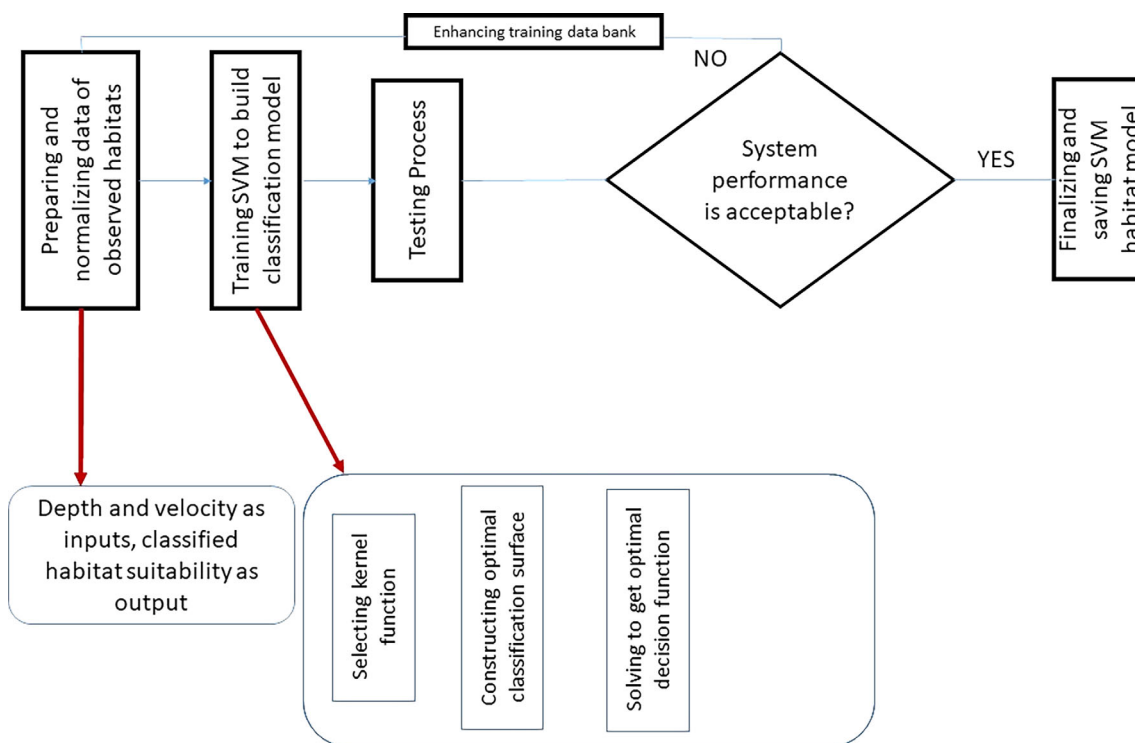 Enhancing training data bank
NO
Preparing and
normalizing data of
observed habitats
Training SVM to build
classification model
Testing Process
System
performance
is acceptable?
YES
Finalizing and
saving SVM
habitat model
Depth and velocity as
inputs, classified
habitat suitability as
output
Selecting kernel
function
Constructing optimal
classification surface
Solving to get optimal
decision function